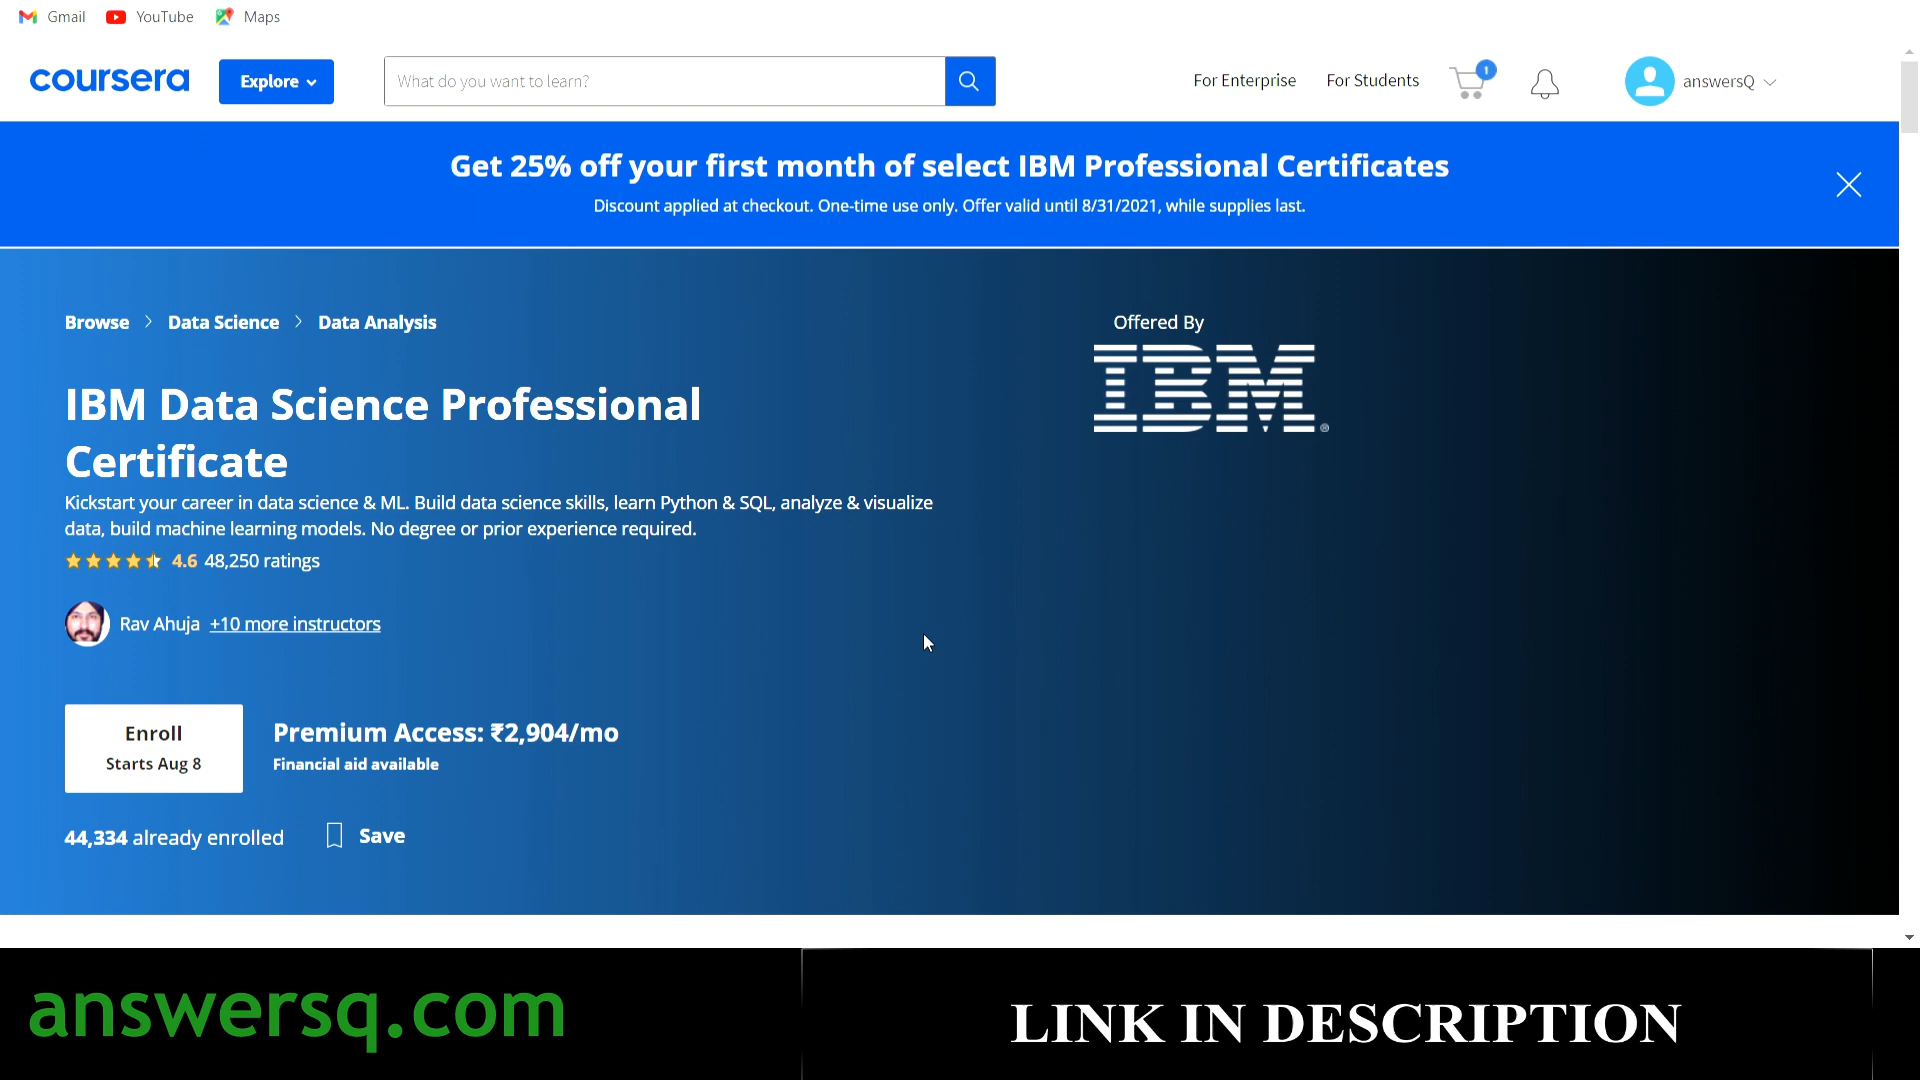 Gmail YouTube Maps
coursera Explore What do you want to learn? For Enterprise For Students 1 answersQ
Get 25% off your first month of select IBM Professional Certificates
Discount applied at checkout. One-time use only. Offer valid until 8/31/2021, while supplies last.
Browse > Data Science > Data Analysis
Offered By
IBM®
IBM Data Science Professional
Certificate
Kickstart your career in data science & ML. Build data science skills, learn Python & SQL, analyze & visualize
data, build machine learning models. No degree or prior experience required.
4.6 48,250 ratings
Rav Ahuja +10 more instructors
Enroll
Starts Aug 8
Premium Access: ₹2,904/mo
Financial aid available
44,334 already enrolled Save
answersq.com
LINK IN DESCRIPTION